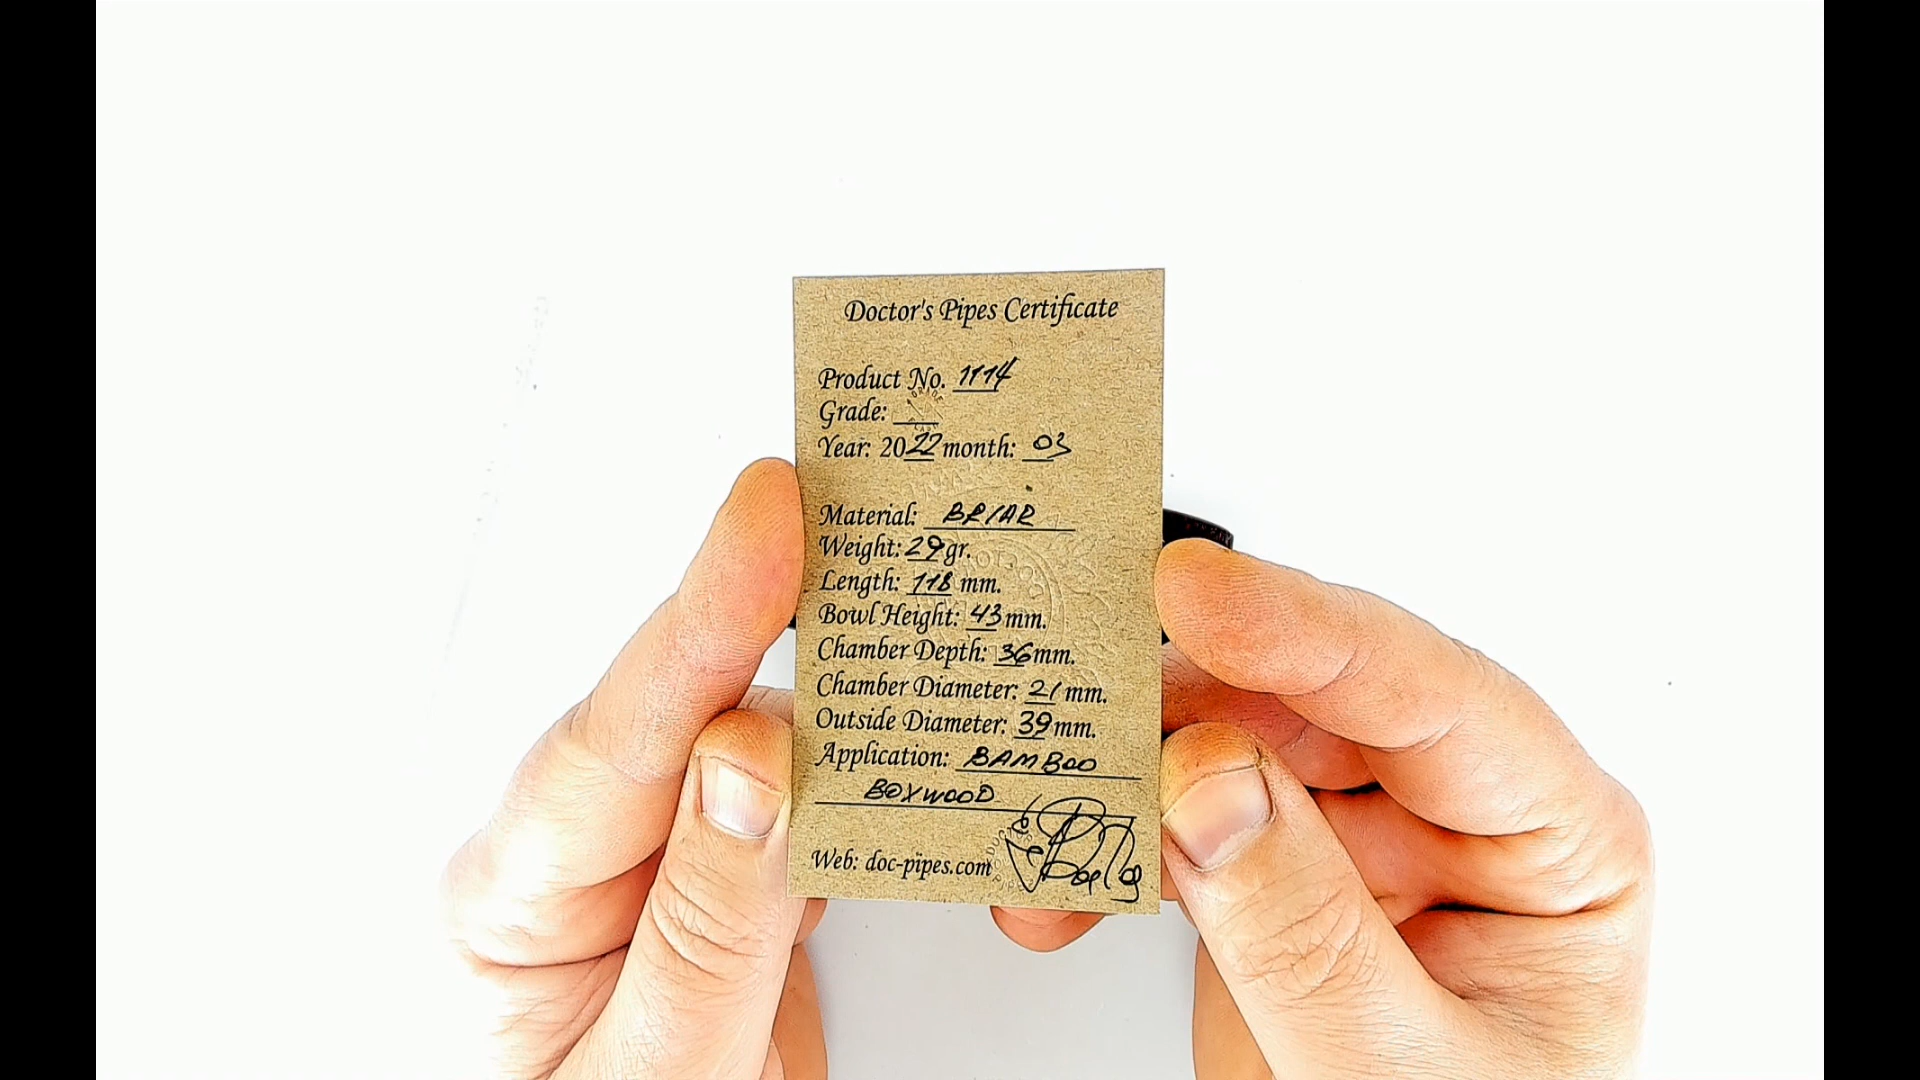 Doctor's Pipes Certificate
Product No. 1114
Grade:
Year: 2022 month: 03
Material: BRIAR
Weight: 29 gr.
Length: 118 mm.
Bowl Height: 43 mm.
Chamber Depth: 36 mm.
Chamber Diameter: 21 mm.
Outside Diameter: 39 mm.
Application: BAMBOO
BOXWOOD
Web: doc-pipes.com